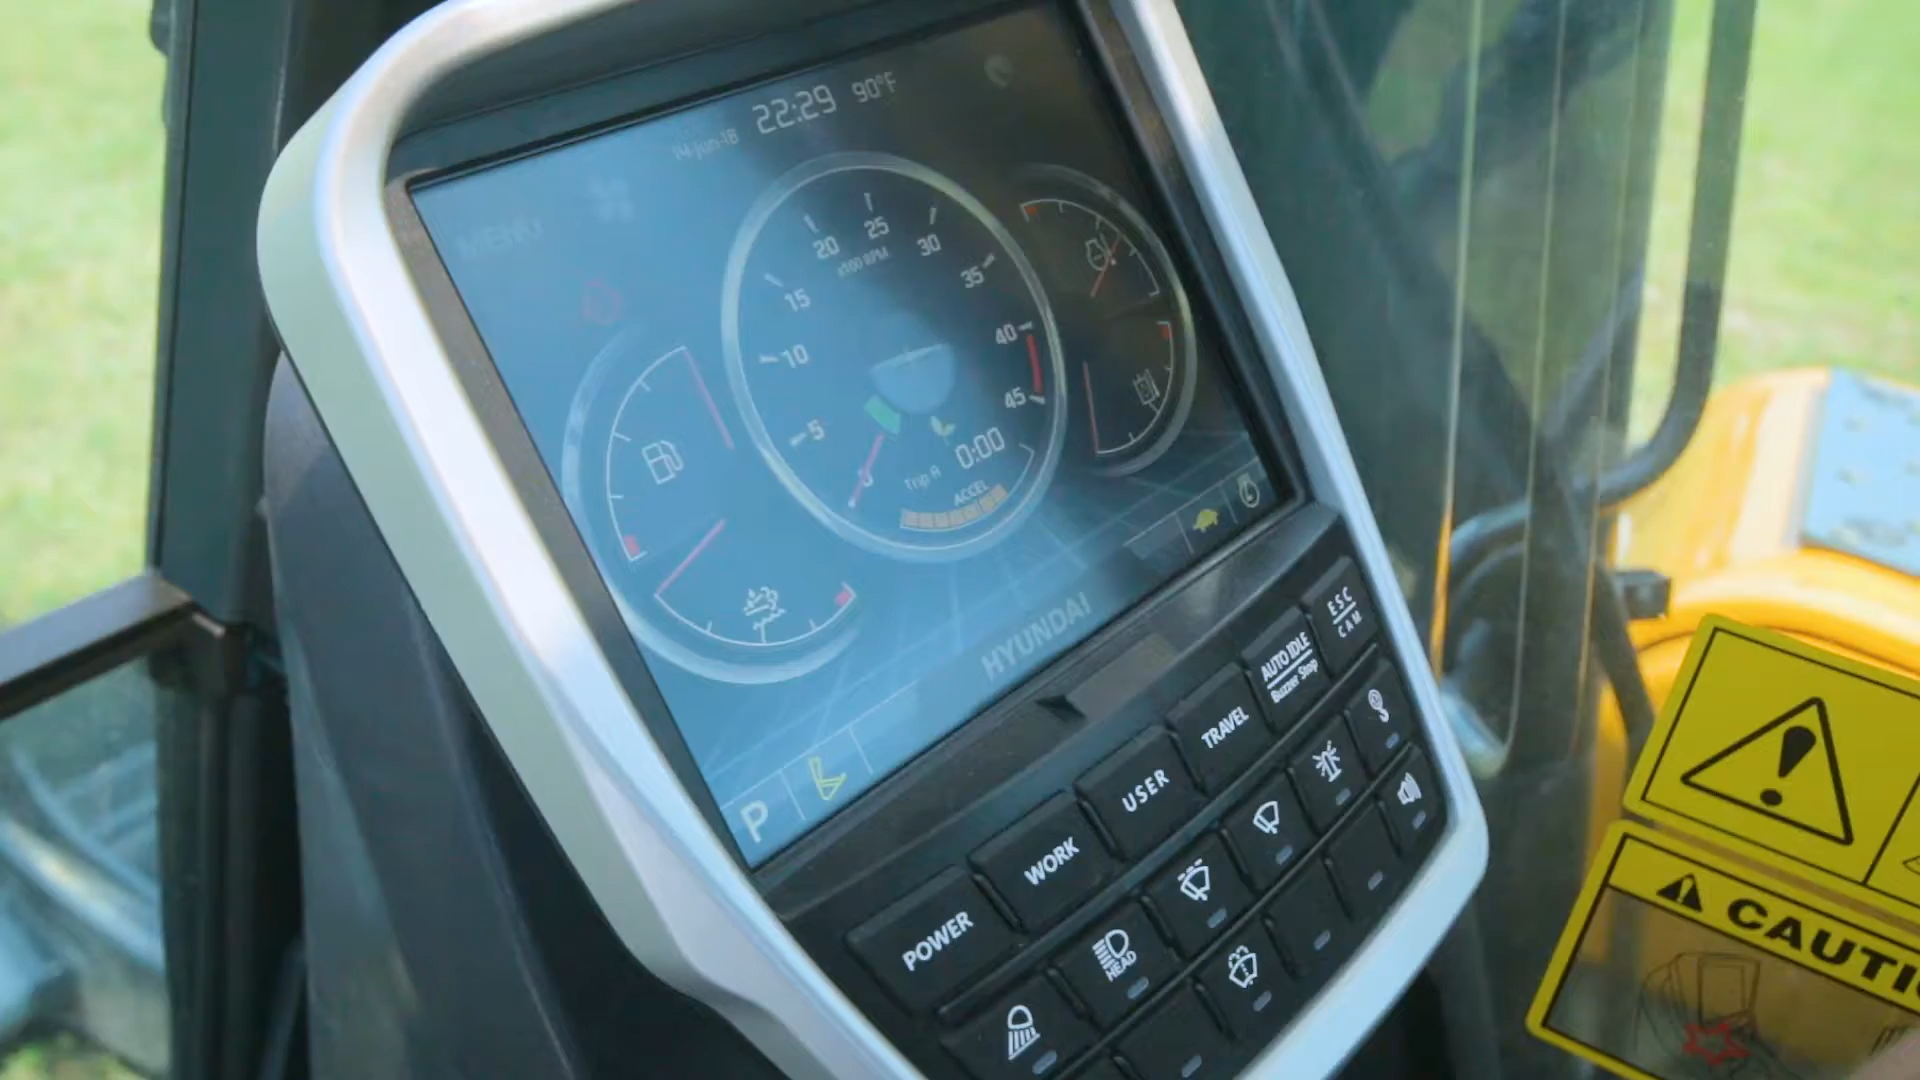 22:29 90°F
14-Jun-18
MENU
20 25 30
x100 RPM
15 35
10 40
5 45
0
Trip A 0:00
ACCEL
HYUNDAI
P
POWER
WORK
USER
TRAVEL
AUTO IDLE
Buzzer Stop
ESC
CAM
HEAD
CAUTI